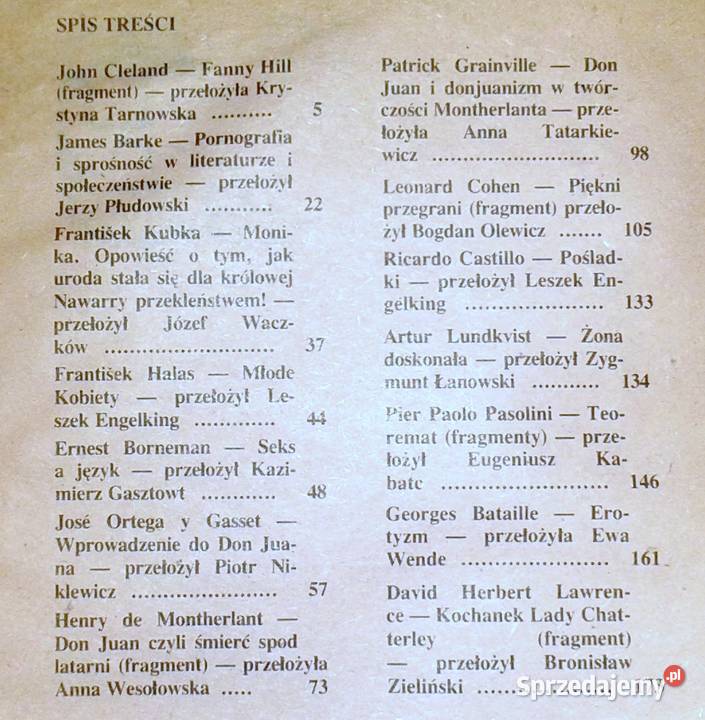 SPIS TREŚCI
John Cleland — Fanny Hill
(fragment) — przełożyła Kry-
styna Tarnowska .......... 5
James Barke — Pornografia
i sprośność w literaturze i
społeczeństwie — przełożył
Jerzy Płudowski ........... 22
František Kubka — Moni-
ka. Opowieść o tym, jak
uroda stała się dla królowej
Nawarry przekleństwem! —
przełożył Józef Wacz-
ków .......................... 37
František Halas — Młode
Kobiety — przełożył Le-
szek Engelking ............. 44
Ernest Borneman — Seks
a język — przełożył Kazi-
mierz Gasztowt ............ 48
José Ortega y Gasset —
Wprowadzenie do Don Jua-
na — przełożył Piotr Ni-
klewicz ...................... 57
Henry de Montherlant —
Don Juan czyli śmierć spod
latarni (fragment) — przełożyła
Anna Wesołowska ..... 73
Patrick Grainville — Don
Juan i donjuanizm w twór-
czości Montherlanta — prze-
łożyła Anna Tatarkie-
wicz .......................... 98
Leonard Cohen — Piękni
przegrani (fragment) przeło-
żył Bogdan Olewicz ....... 105
Ricardo Castillo — Poślad-
ki — przełożył Leszek En-
gelking ...................... 133
Artur Lundkvist — Żona
doskonała — przełożył Zyg-
munt Łanowski ........... 134
Pier Paolo Pasolini — Teo-
remat (fragmenty) — prze-
łożył Eugeniusz Ka-
batc .......................... 146
Georges Bataille — Ero-
tyzm — przełożyła Ewa
Wende ....................... 161
David Herbert Lawren-
ce — Kochanek Lady Chat-
terley (fragment)
— przełożył Bronisław
Zieliński
Sprzedajemy.pl